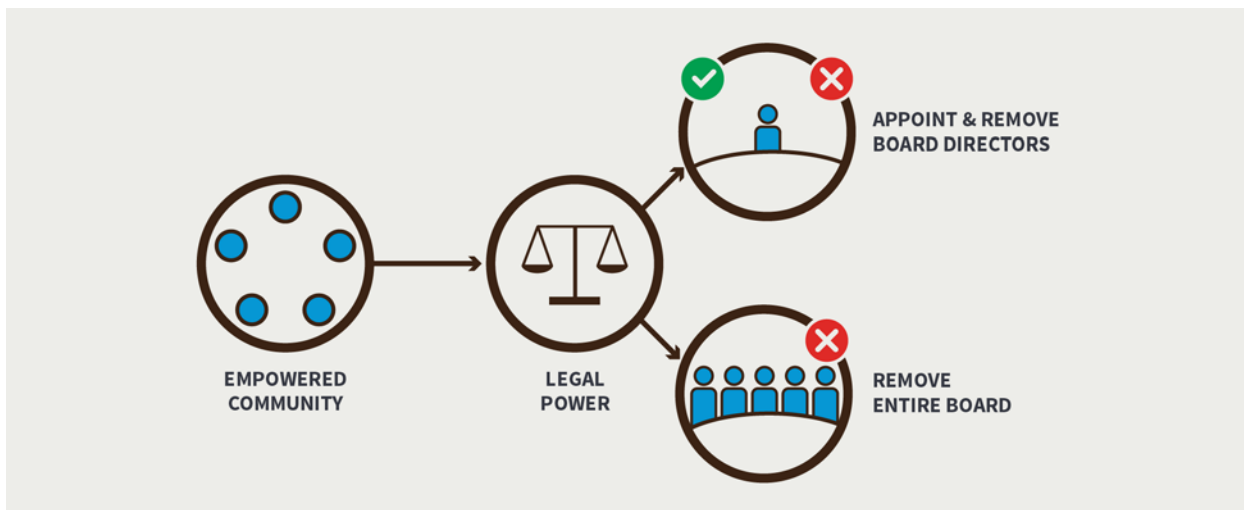 EMPOWERED
COMMUNITY
LEGAL
POWER
APPOINT & REMOVE
BOARD DIRECTORS
REMOVE
ENTIRE BOARD